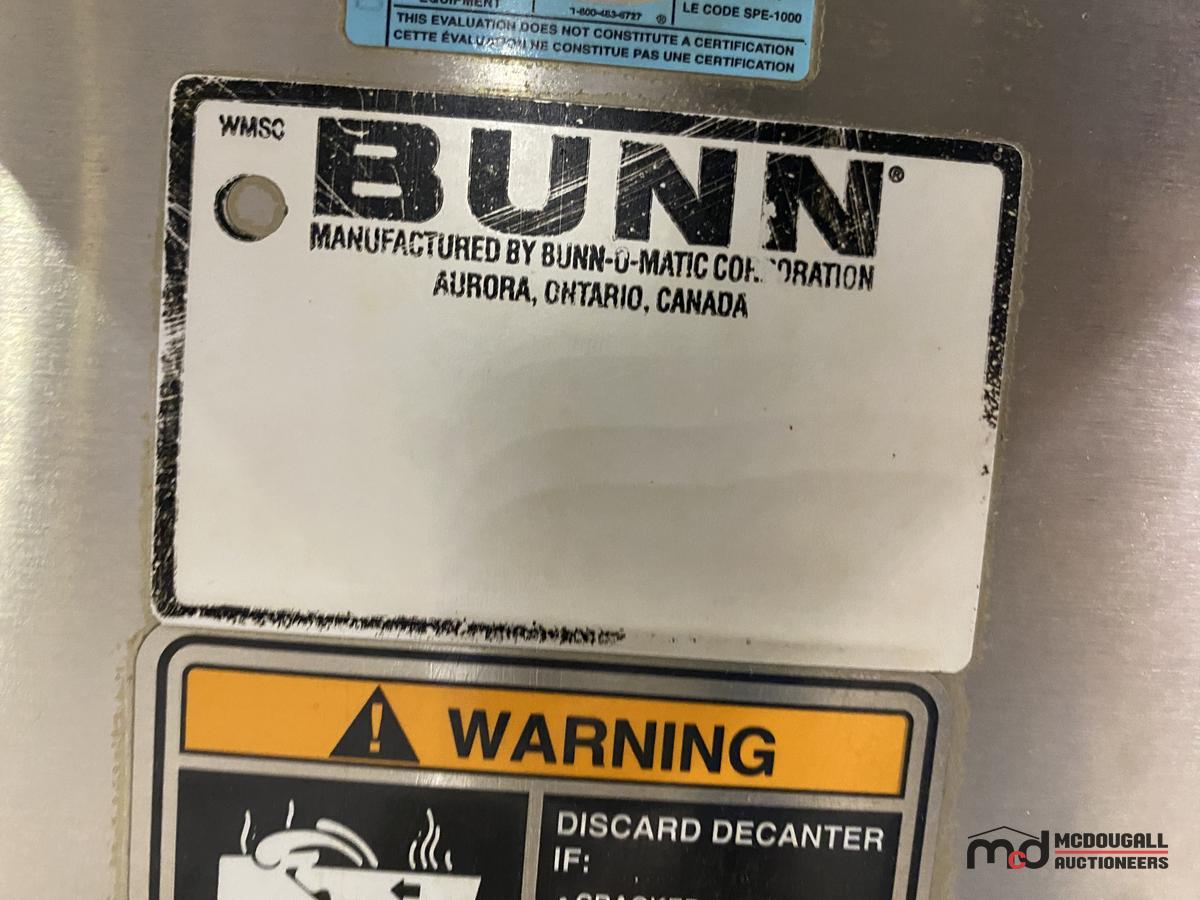 EQUIPMENT
1-800-463-6727 ®
LE CODE SPE-1000
THIS EVALUATION DOES NOT CONSTITUTE A CERTIFICATION
CETTE ÉVALUATION NE CONSTITUE PAS UNE CERTIFICATION
WMSC
BUNN®
MANUFACTURED BY BUNN-O-MATIC CORPORATION
AURORA, ONTARIO, CANADA
WARNING
DISCARD DECANTER
IF:
mcd MCDOUGALL
AUCTIONEERS